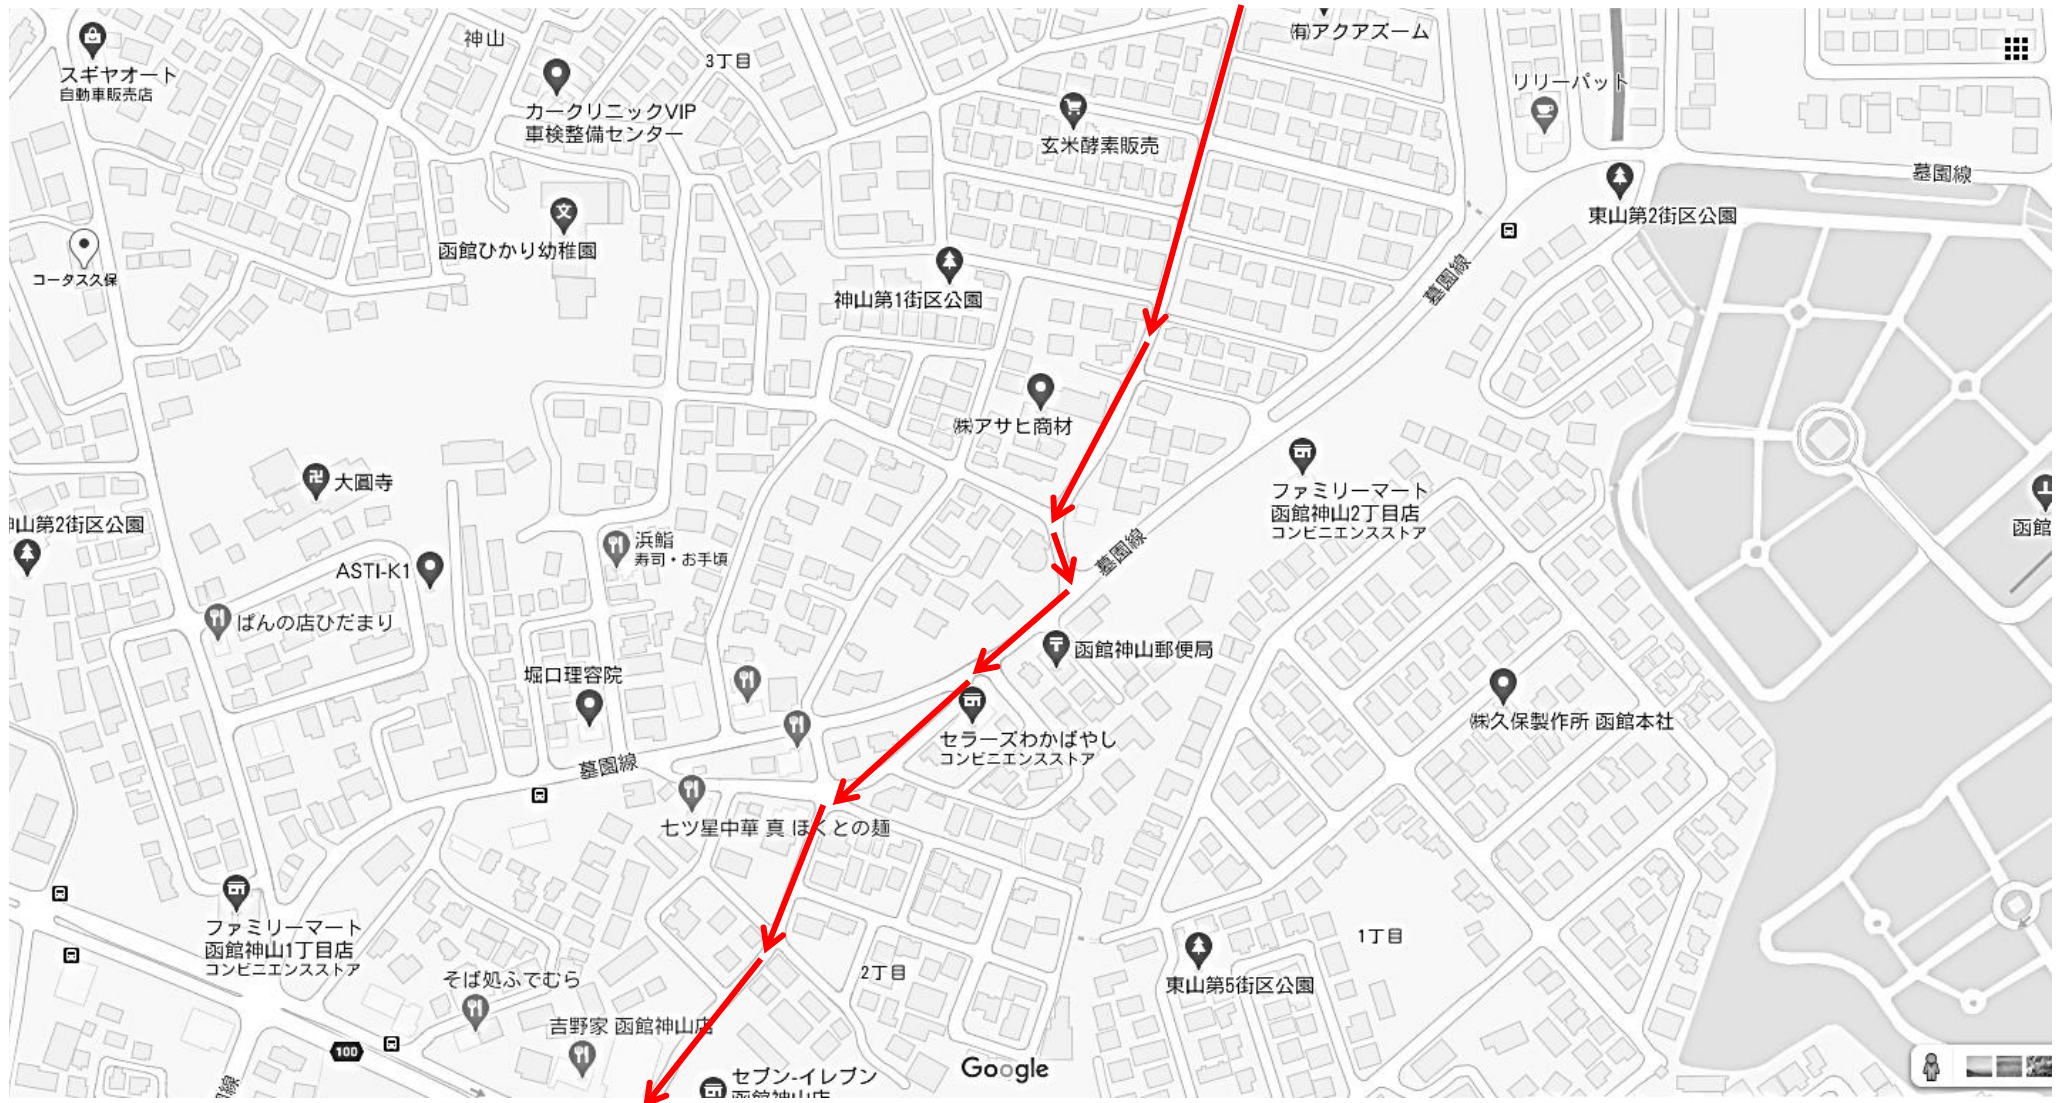 神山
3丁目
㈲アクアズーム
スギヤオート
自動車販売店
カークリニックVIP
車検整備センター
玄米酵素販売
リリーパット
墓園線
東山第2街区公園
函館ひかり幼稚園
コータス久保
神山第1街区公園
墓園線
㈱アサヒ商材
大圓寺
ファミリーマート
函館神山2丁目店
コンビニエンスストア
山第2街区公園
函館
浜鮨
寿司・お手頃
墓園線
ASTI-K1
ぱんの店ひだまり
函館神山郵便局
堀口理容院
㈱久保製作所 函館本社
セラーズわかばやし
コンビニエンスストア
墓園線
七ツ星中華 真 ほくとの麺
ファミリーマート
函館神山1丁目店
コンビニエンスストア
1丁目
2丁目
そば処ふでむら
東山第5街区公園
吉野家 函館神山店
100
Google
セブン-イレブン
函館神山店